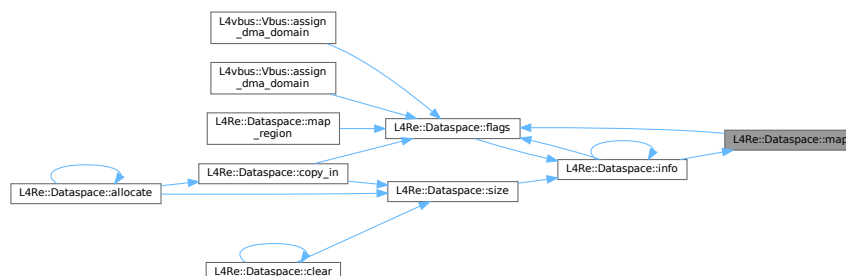 L4vbus::Vbus::assign
_dma_domain
L4vbus::Vbus::assign
_dma_domain
L4Re::Dataspace::map
_region
L4Re::Dataspace::flags
L4Re::Dataspace::map
L4Re::Dataspace::info
L4Re::Dataspace::copy_in
L4Re::Dataspace::allocate
L4Re::Dataspace::size
L4Re::Dataspace::clear